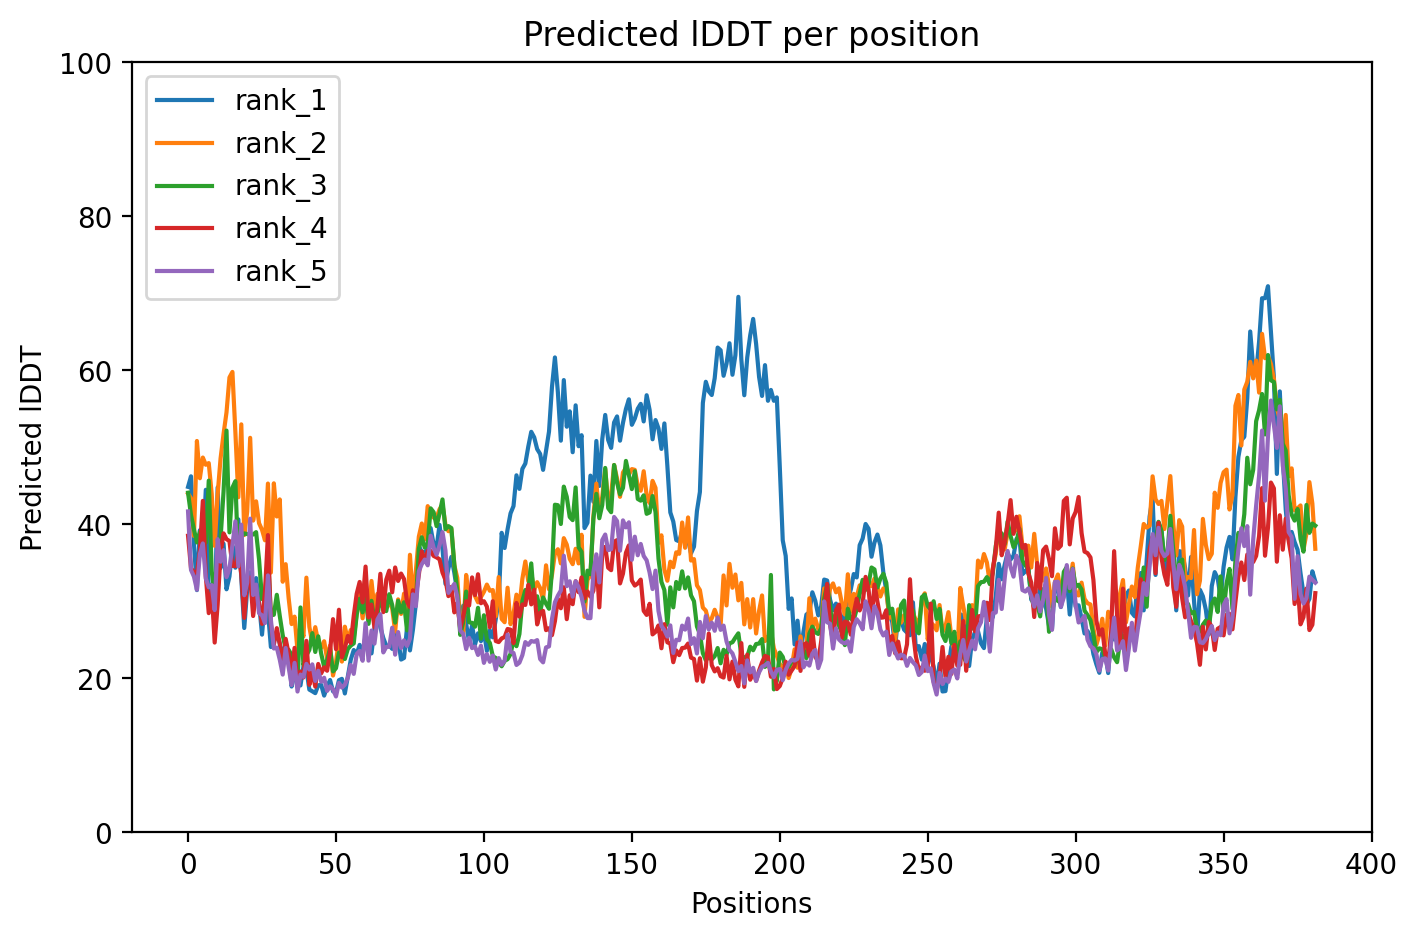 Predicted lDDT per position
100
80
60
40
20
0
Predicted lDDT
rank_1
rank_2
rank_3
rank_4
rank_5
0 50 100 150 200 250 300 350 400
Positions